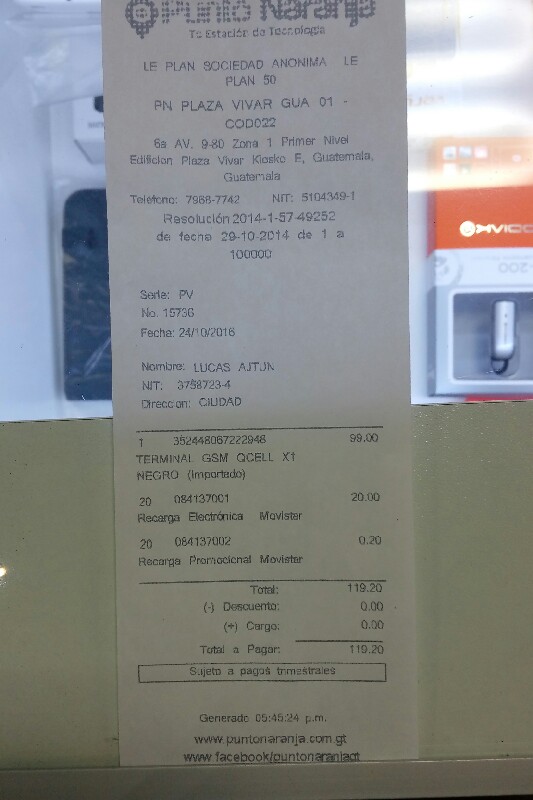 Punto Naranja
Tu Estación de Tecnología
LE PLAN SOCIEDAD ANONIMA LE
PLAN 50
PN PLAZA VIVAR GUA 01 -
COD022
6a AV. 9-80 Zona 1 Primer Nivel
Edificion Plaza Vivar Kiosko E, Guatemala,
Guatemala
Teléfono: 7968-7742 NIT: 5104349-1
Resolución 2014-1-57-49252
de fecha 29-10-2014 de 1 a
100000
Serie: PV
No. 15736
Fecha: 24/10/2016
Nombre: LUCAS AJTUN
NIT: 3758723-4
Direccion: CIUDAD
1 352448067222948 99.00
TERMINAL GSM QCELL X1
NEGRO (Importado)
20 084137001 20.00
Recarga Electrónica Movistar
20 084137002 0.20
Recarga Promocional Movistar
Total: 119.20
(-) Descuento: 0.00
(+) Cargo: 0.00
Total a Pagar: 119.20
Sujeto a pagos trimestrales
Generado 05:45:24 p.m.
www.puntonaranja.com.gt
www.facebook/puntonaranjagt